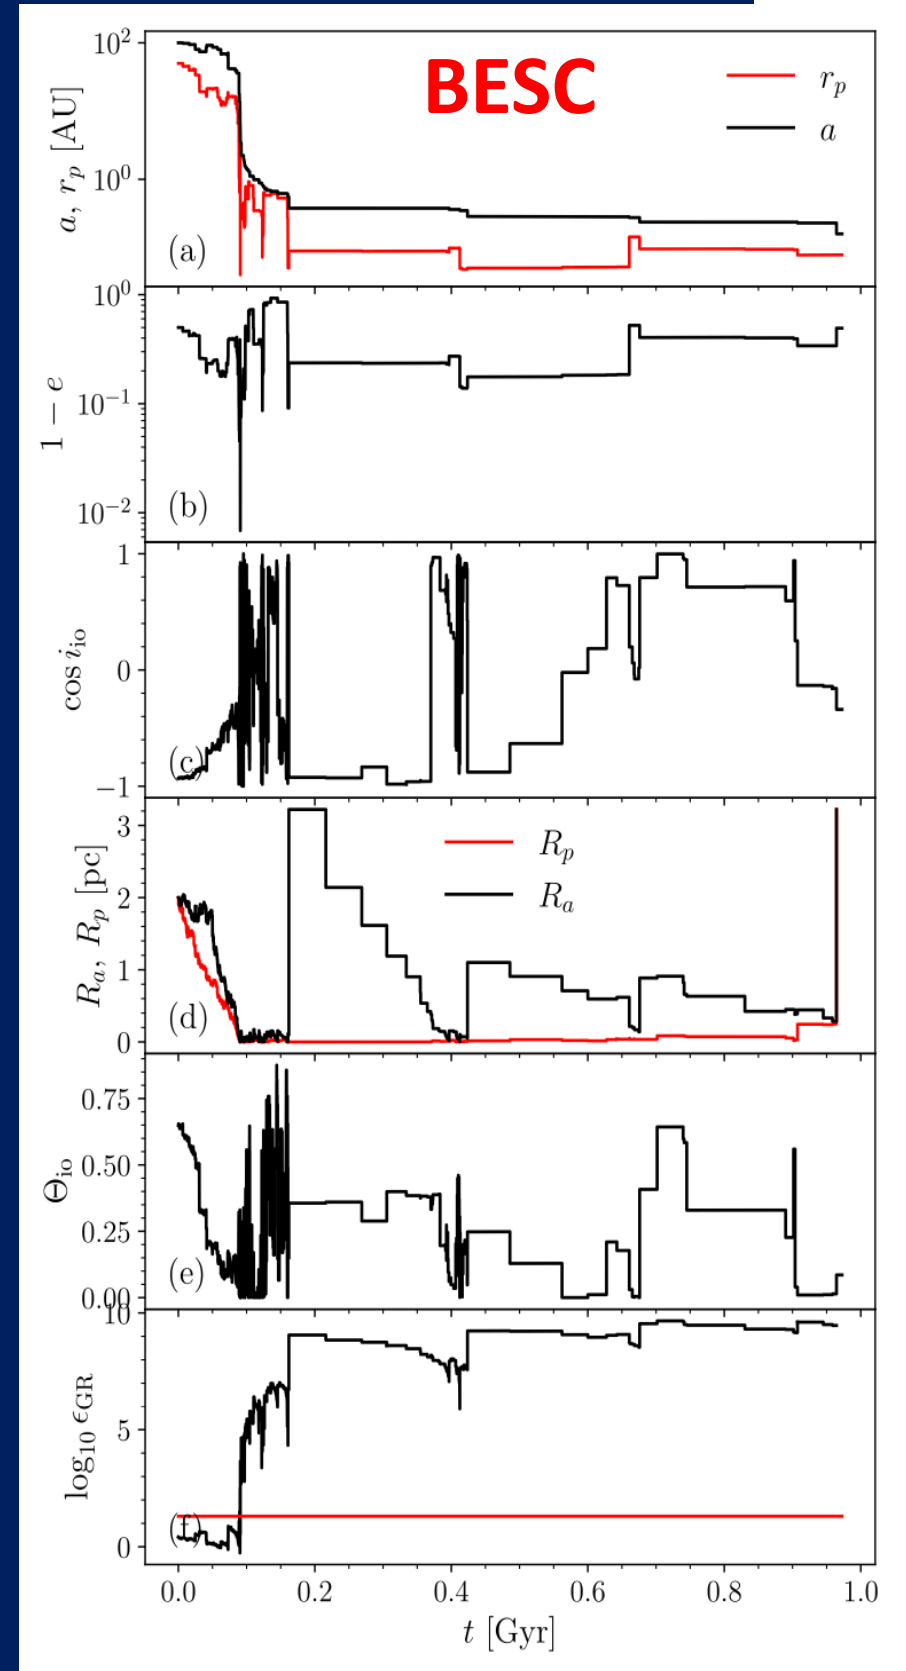 BESC
a, r_p [AU]
10^2
10^0
r_p
a
(a)
1 − e
10^0
10^{-1}
10^{-2}
(b)
cos i_io
1
0
−1
(c)
R_a, R_p [pc]
3
2
1
0
R_p
R_a
(d)
Θ_io
0.75
0.50
0.25
0.00
(e)
log_10 ϵ_GR
10
5
0
(f)
0.0 0.2 0.4 0.6 0.8 1.0
t [Gyr]